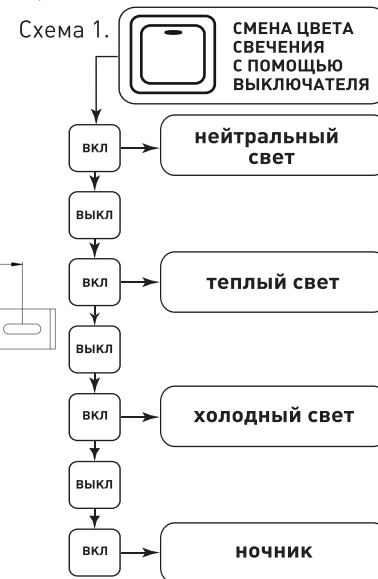 Схема 1.
СМЕНА ЦВЕТА
СВЕЧЕНИЯ
С ПОМОЩЬЮ
ВЫКЛЮЧАТЕЛЯ
ВКЛ
нейтральный
свет
ВЫКЛ
ВКЛ
теплый свет
ВЫКЛ
ВКЛ
холодный свет
ВЫКЛ
ВКЛ
ночник